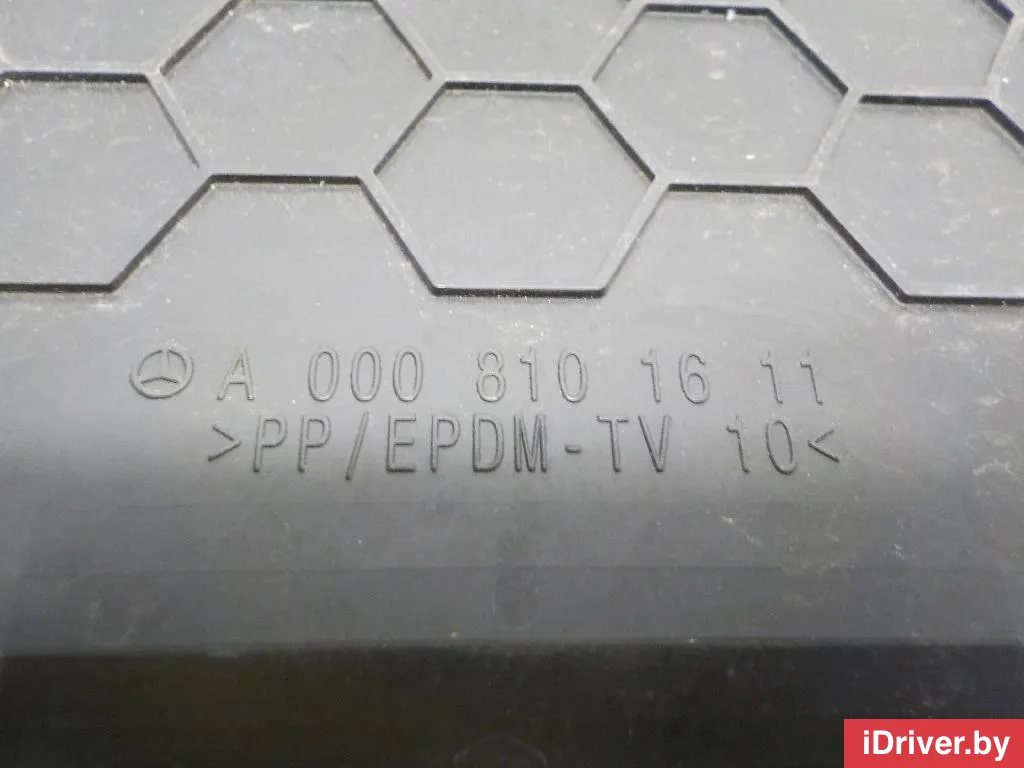 A 000 810 16 11
>PP/EPDM-TV 10<
iDriver.by